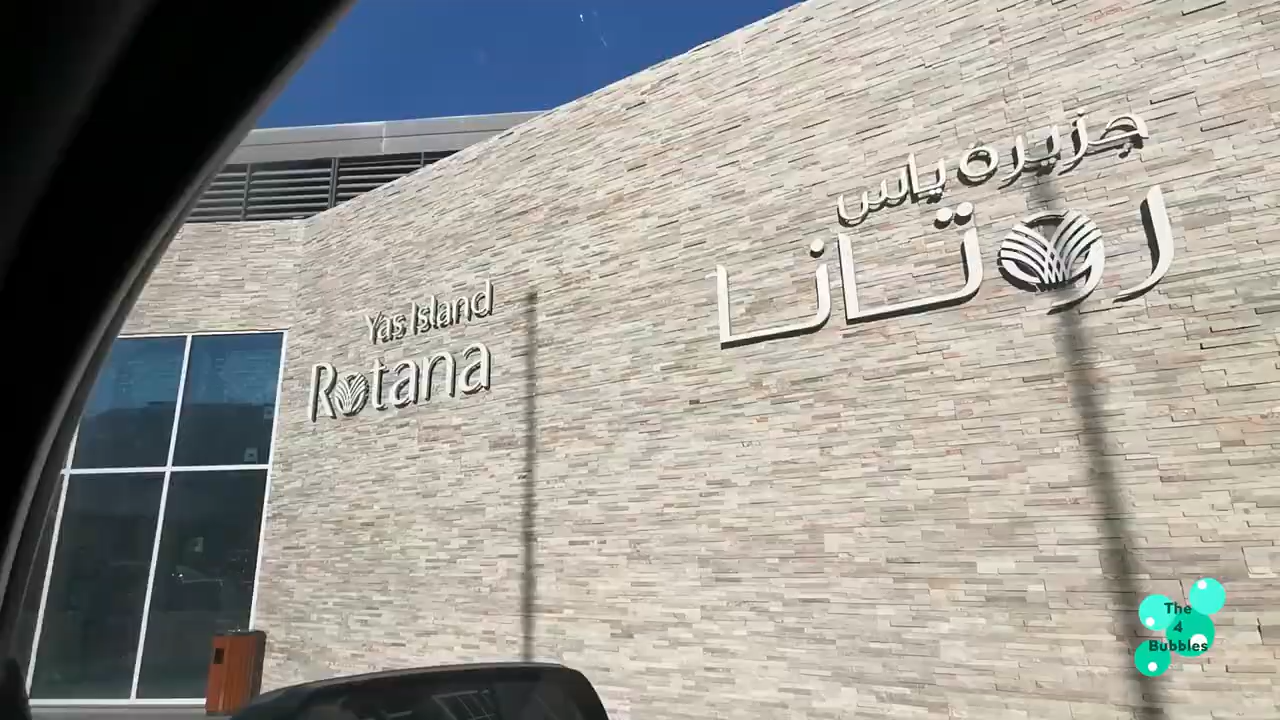 Yas Island
Rotana
جزيرة ياس
روتانا
The
4
Bubbles